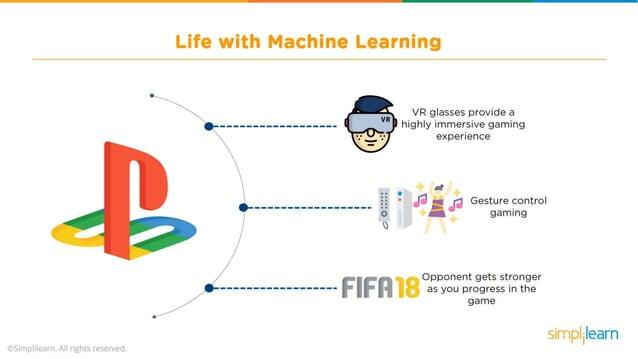 Life with Machine Learning
VR
VR glasses provide a
highly immersive gaming
experience
Gesture control
gaming
FIFA18
Opponent gets stronger
as you progress in the
game
©Simplilearn. All rights reserved.
simplilearn